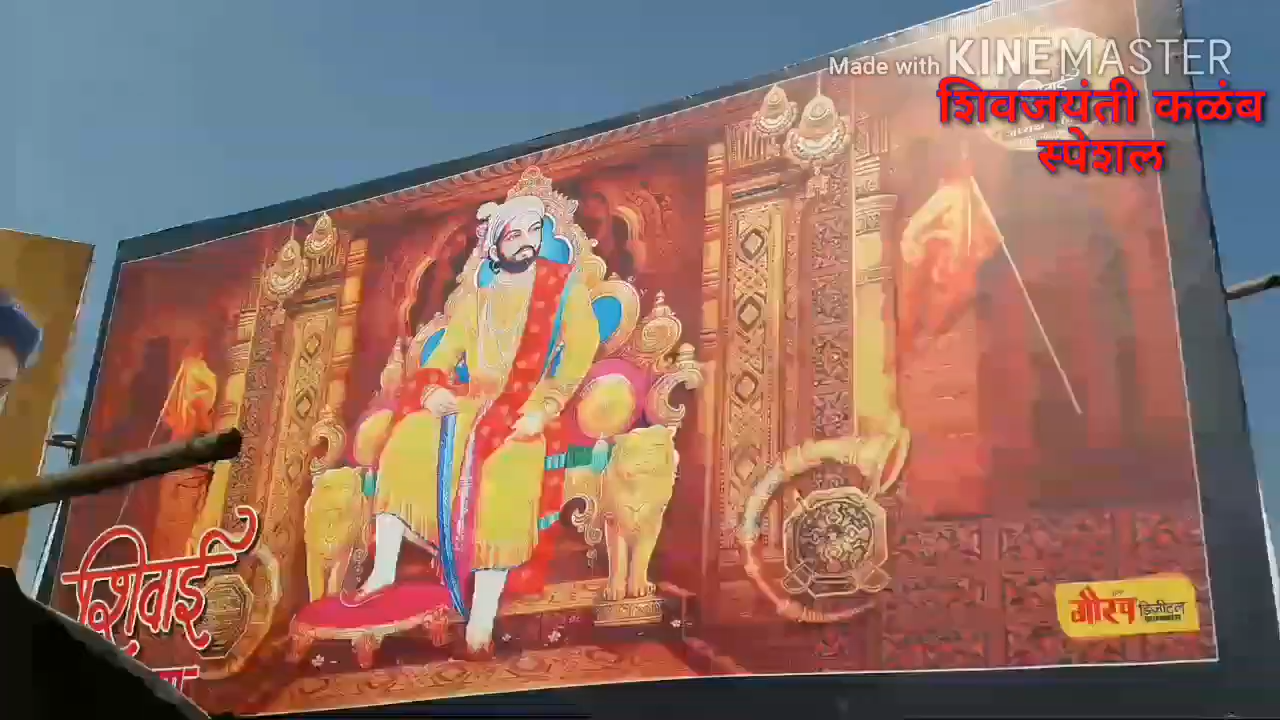 Made with KINEMASTER
शिवजयंती कळंब
स्पेशल
शिवाई
गौरव डिजीटल